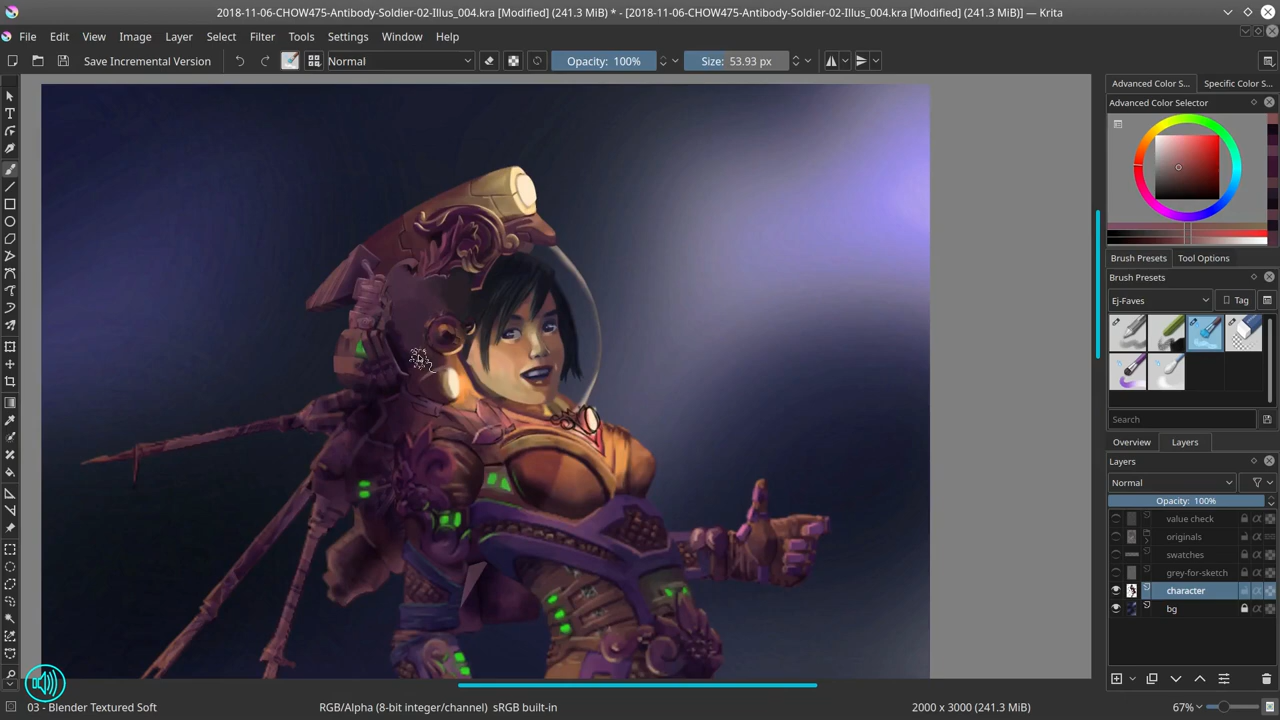 2018-11-06-CHOW475-Antibody-Soldier-02-Illus_004.kra [Modified] (241.3 MiB) * - [2018-11-06-CHOW475-Antibody-Soldier-02-Illus_004.kra [Modified] (241.3 MiB)] — Krita
File Edit View Image Layer Select Filter Tools Settings Window Help
Save Incremental Version Normal Opacity: 100% Size: 53.93 px
Advanced Color S... Specific Color S...
Advanced Color Selector
Brush Presets Tool Options
Brush Presets
Ej-Faves Tag
Search
Overview Layers
Layers
Normal
Opacity: 100%
value check
originals
swatches
grey-for-sketch
character
bg
03 - Blender Textured Soft RGB/Alpha (8-bit integer/channel) sRGB built-in 2000 x 3000 (241.3 MiB) 67%